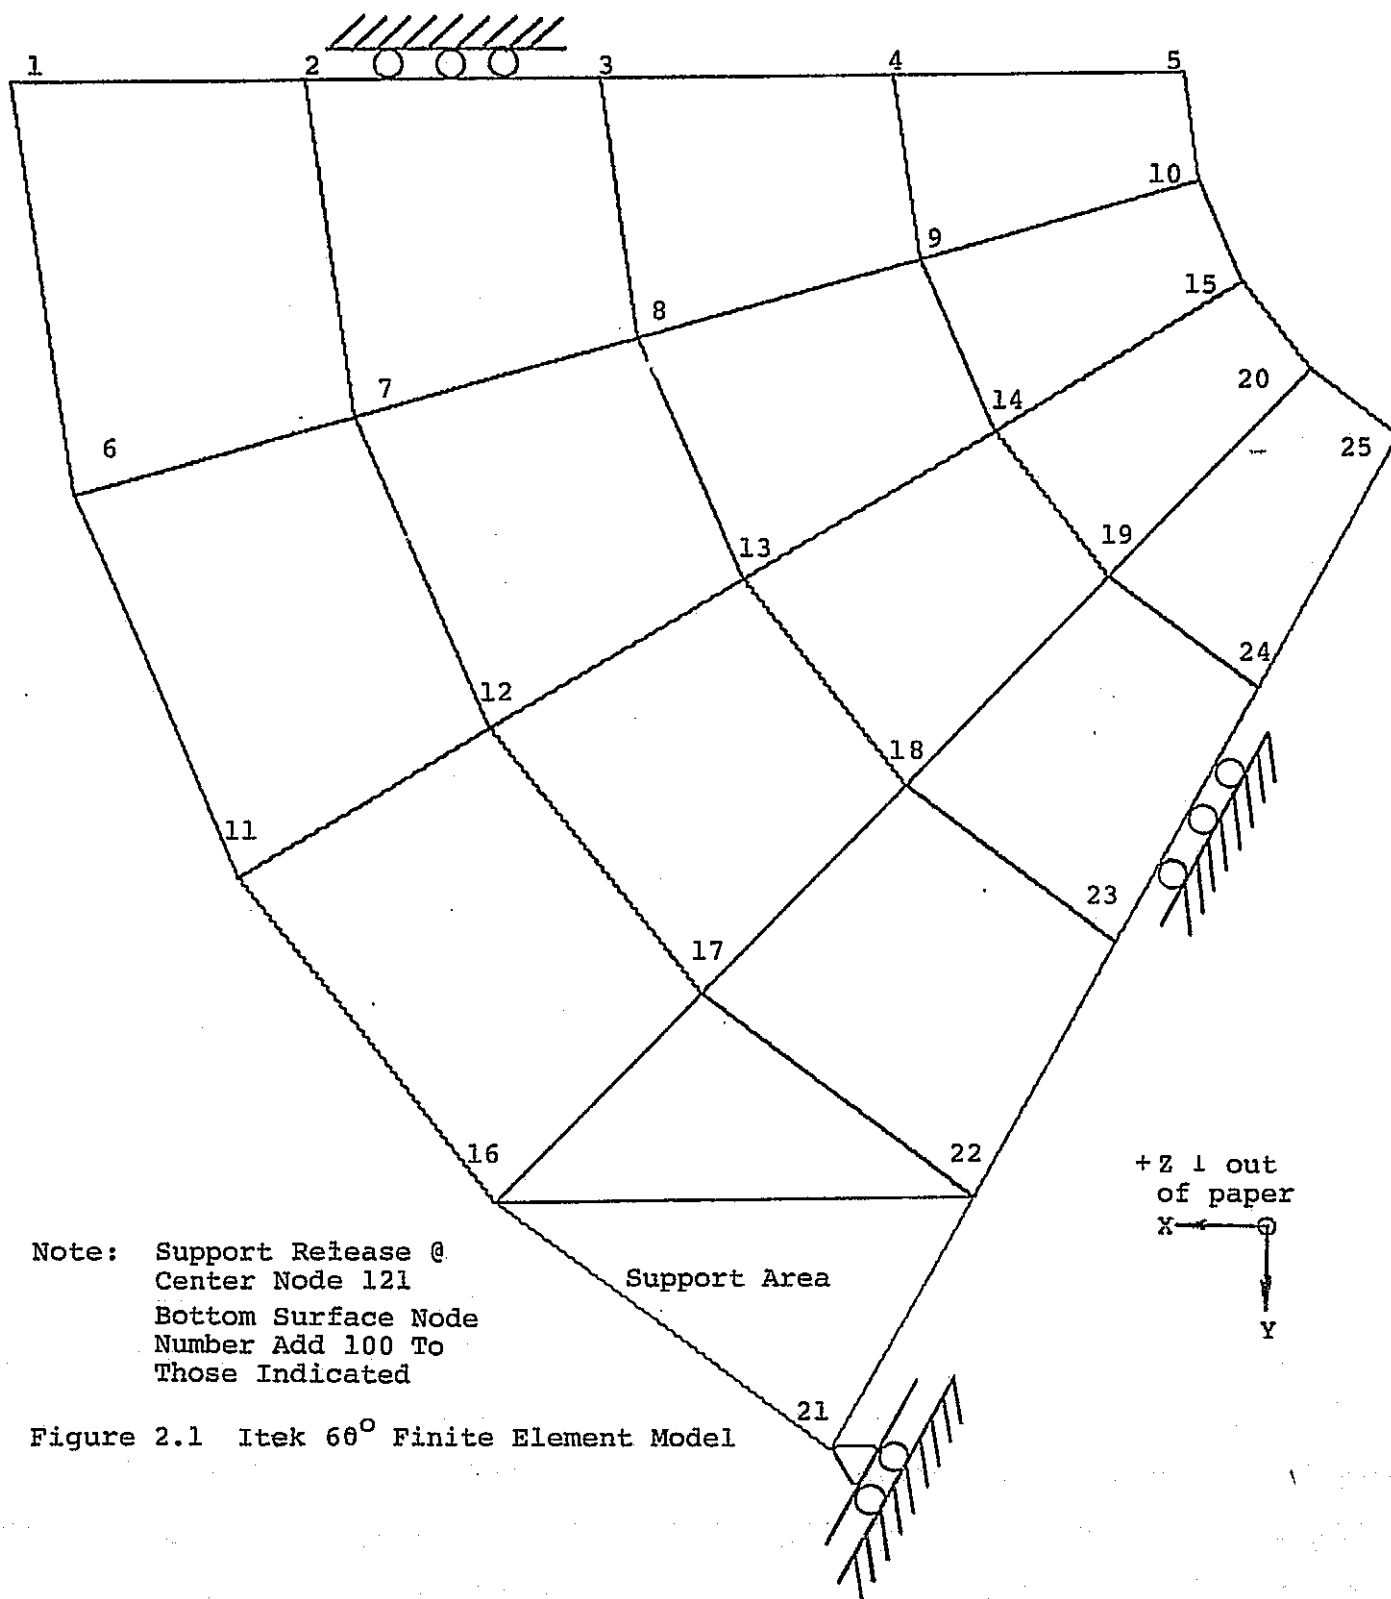 1 2 3 4 5
10
9
15
8
7
20
14
6
25
19
13
24
12
18
11
23
17
16
22
+Z ⊥ out
of paper
X
Y
Note: Support Release @
Center Node 121
Bottom Surface Node
Number Add 100 To
Those Indicated
Support Area
21
Figure 2.1 Itek 60° Finite Element Model